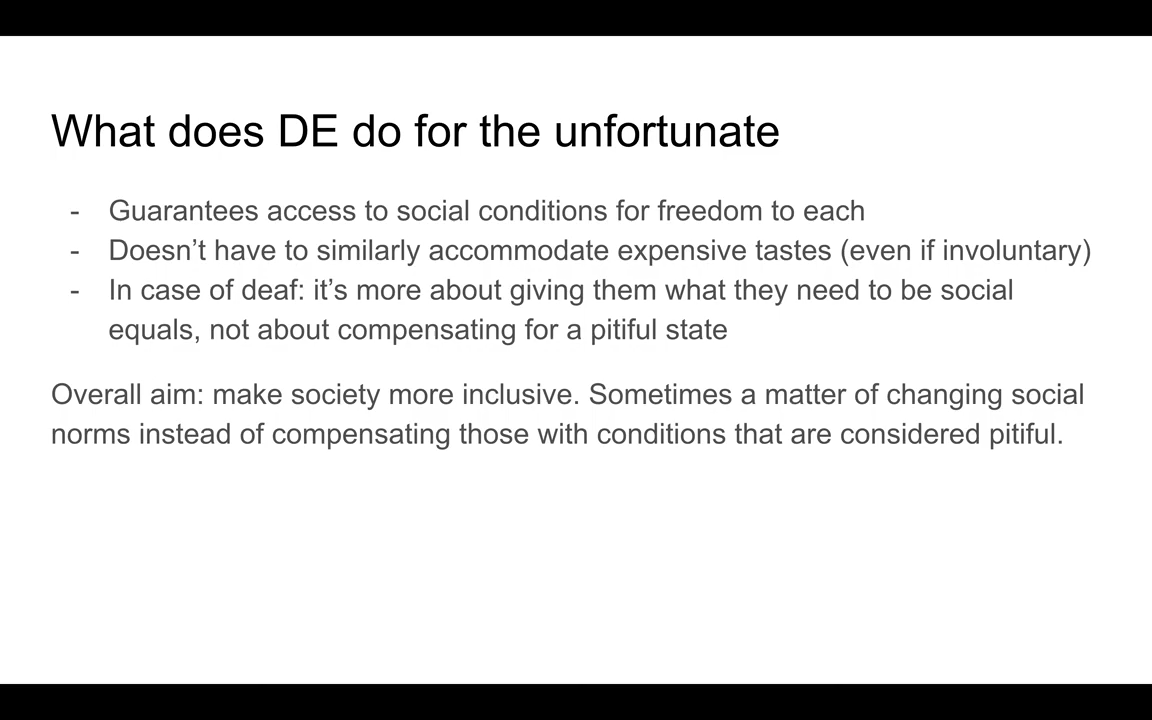 What does DE do for the unfortunate
- Guarantees access to social conditions for freedom to each
- Doesn’t have to similarly accommodate expensive tastes (even if involuntary)
- In case of deaf: it’s more about giving them what they need to be social
equals, not about compensating for a pitiful state
Overall aim: make society more inclusive. Sometimes a matter of changing social
norms instead of compensating those with conditions that are considered pitiful.